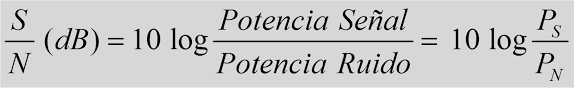 S/N (dB) = 10 log Potencia Señal/Potencia Ruido = 10 log P_S/P_N